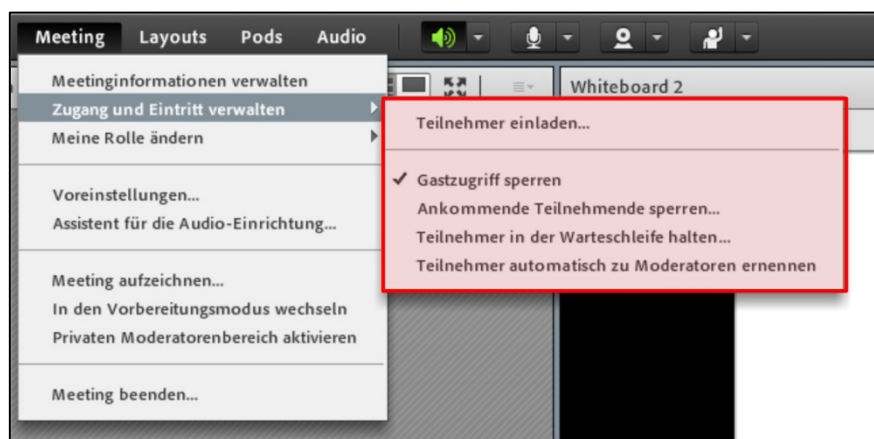 Meeting Layouts Pods Audio
Meetinginformationen verwalten
Zugang und Eintritt verwalten
Meine Rolle ändern
Voreinstellungen...
Assistent für die Audio-Einrichtung...
Meeting aufzeichnen...
In den Vorbereitungsmodus wechseln
Privaten Moderatorenbereich aktivieren
Meeting beenden...
Whiteboard 2
Teilnehmer einladen...
Gastzugriff sperren
Ankommende Teilnehmende sperren...
Teilnehmer in der Warteschleife halten...
Teilnehmer automatisch zu Moderatoren ernennen